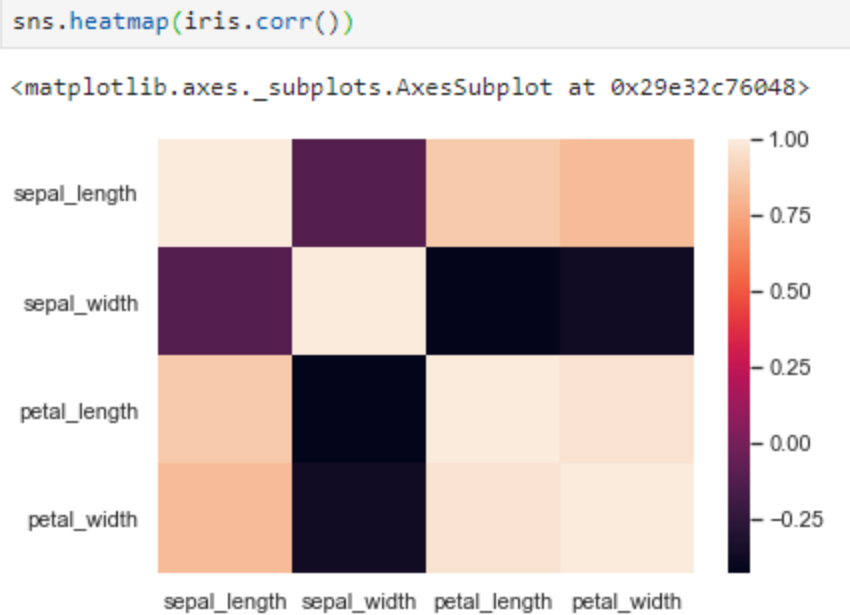 sns.heatmap(iris.corr())
<matplotlib.axes._subplots.AxesSubplot at 0x29e32c76048>
sepal_length
sepal_width
petal_length
petal_width
sepal_length sepal_width petal_length petal_width
1.00
0.75
0.50
0.25
0.00
−0.25